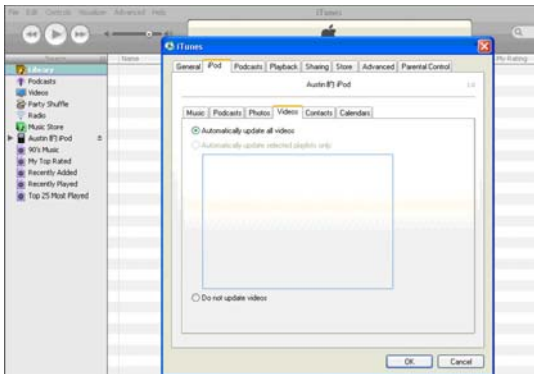 File Edit Controls Visualizer Advanced Help
iTunes
Source
Name
My Rating
Library
Podcasts
Videos
Party Shuffle
Radio
Music Store
Austin 的 iPod
90's Music
My Top Rated
Recently Added
Recently Played
Top 25 Most Played
iTunes
General iPod Podcasts Playback Sharing Store Advanced Parental Control
Austin 的 iPod
Music Podcasts Photos Videos Contacts Calendars
Automatically update all videos
Automatically update selected playlists only:
Do not update videos
OK Cancel